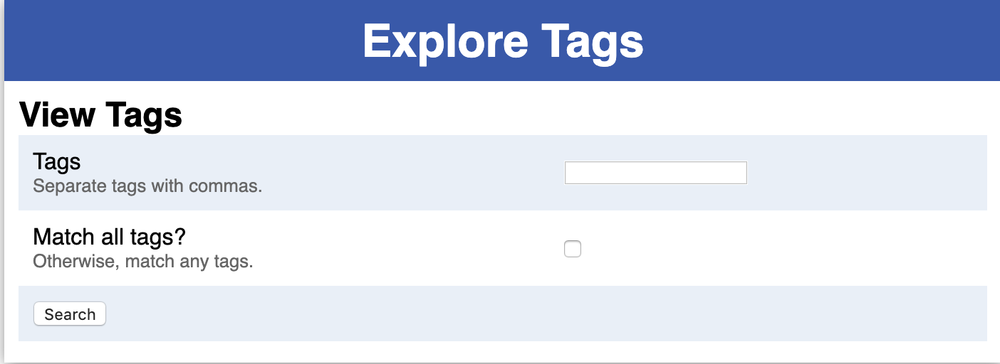 Explore Tags
View Tags
Tags
Separate tags with commas.
Match all tags?
Otherwise, match any tags.
Search